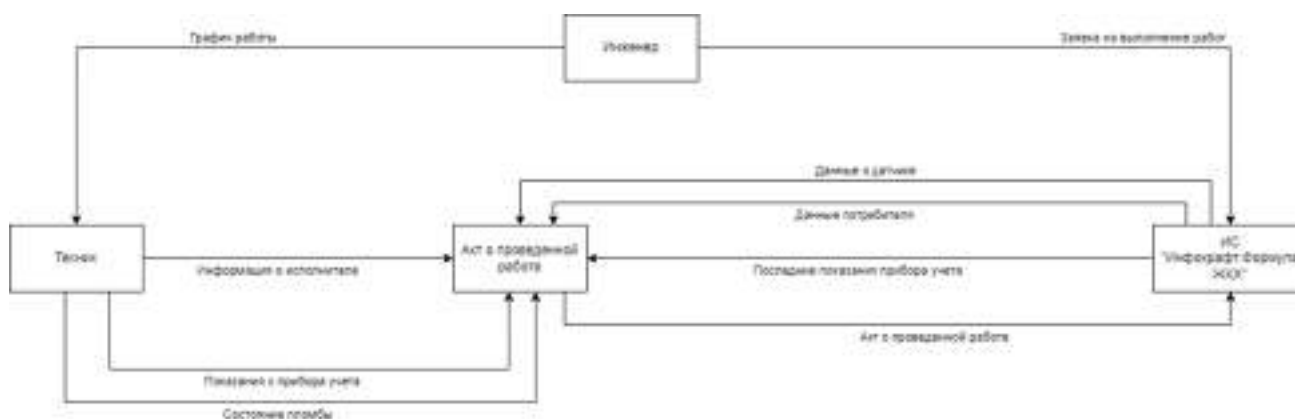 График работы
Инженер
Заявка на выполнение работ
Данные о датчике
Данные потребителя
Техник
Акт о проведенной
работе
ИС
"Инфокрафт Формула
ЖКХ"
Информация о исполнителе
Последние показания прибора учета
Акт о проведенной работе
Показания с прибора учета
Состояние пломбы